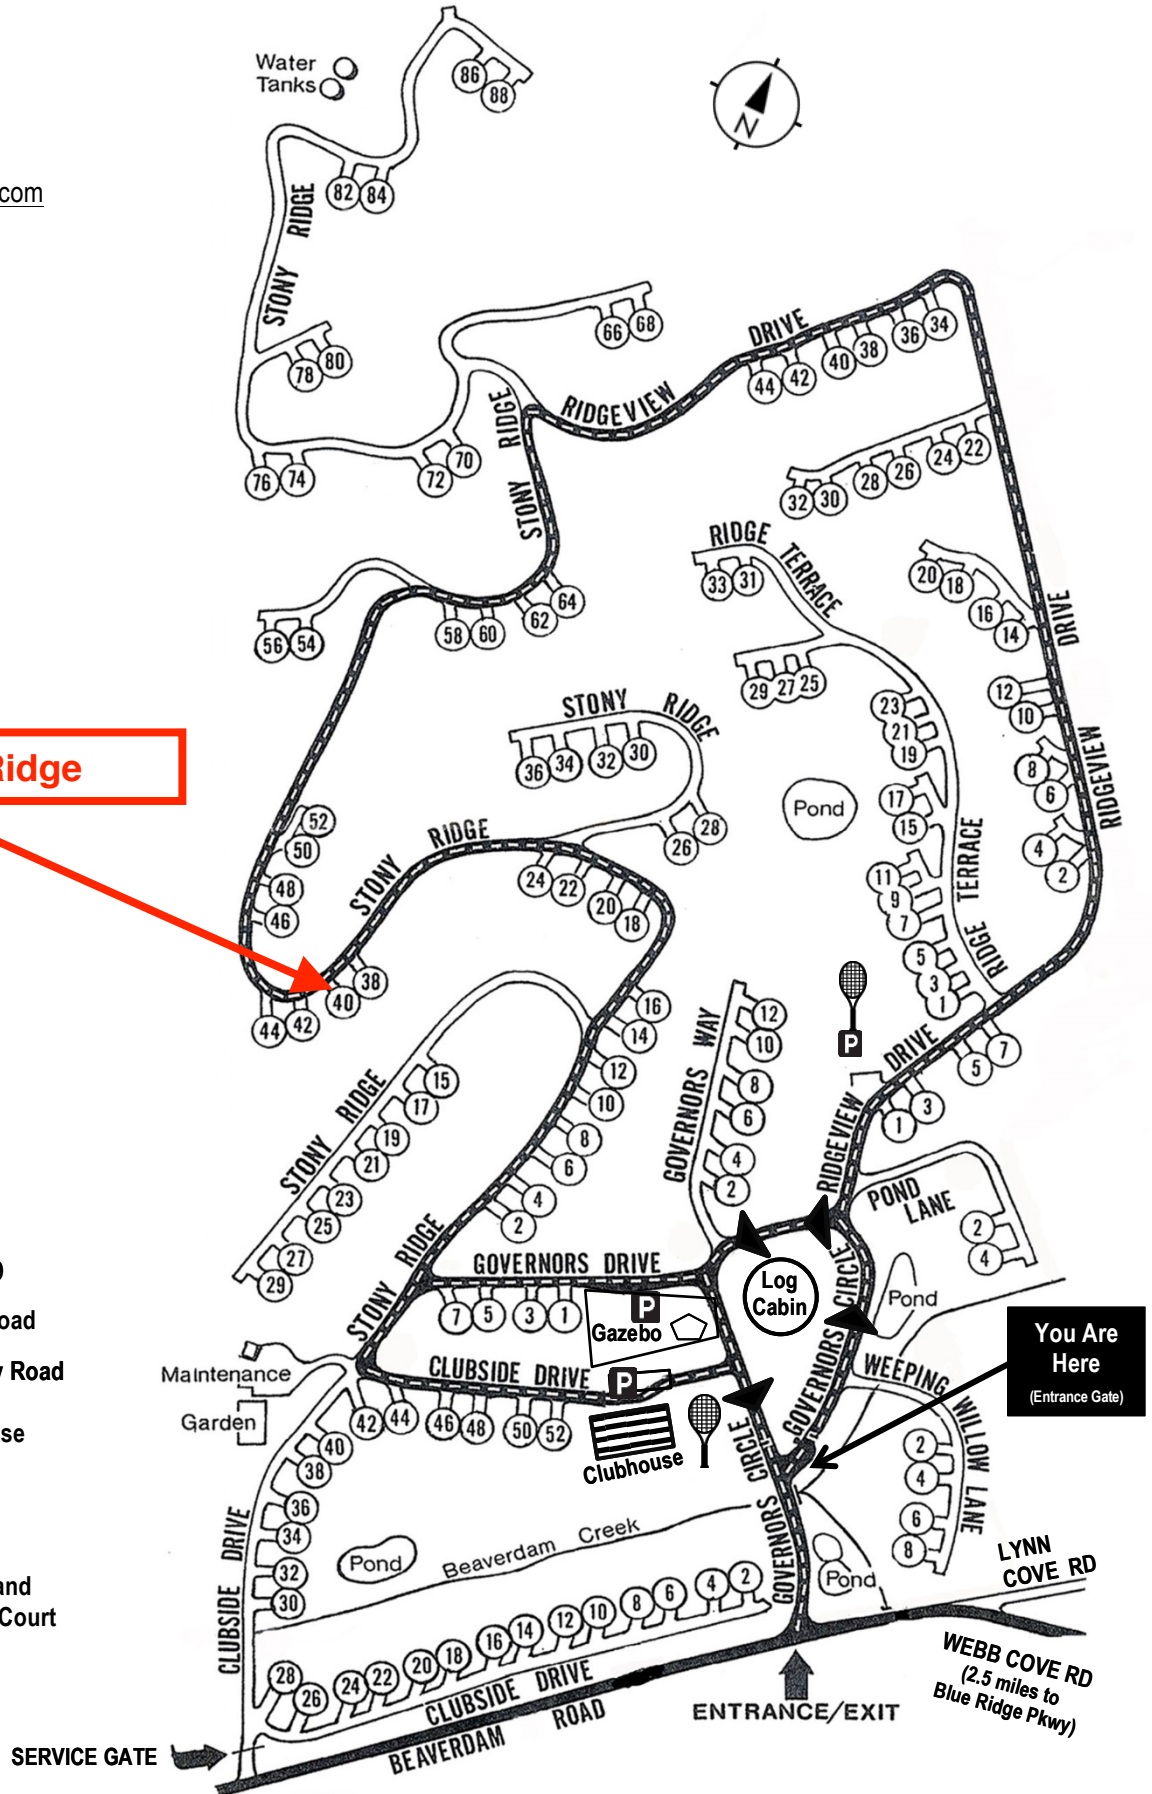 Water
Tanks
86
88
N
com
82
84
STONY RIDGE
66
68
DRIVE
34
36
38
40
42
44
78
80
RIDGEVIEW
RIDGE
STONY
22
24
26
28
30
32
70
72
74
76
RIDGE TERRACE
33
31
20
18
16
14
DRIVE
64
62
60
58
56
54
29
27
25
12
10
8
6
4
2
RIDGEVIEW
STONY RIDGE
36
34
32
30
28
26
23
21
19
17
15
11
9
7
5
3
1
Pond
RIDGE TERRACE
Ridge
52
50
48
46
STONY RIDGE
24
22
20
18
38
40
42
44
16
14
12
10
8
6
4
2
STONY RIDGE
15
17
19
21
23
25
27
29
GOVERNORS WAY
12
10
8
6
4
2
P
RIDGEVIEW DRIVE
7
5
3
1
POND
LANE
2
4
STONY RIDGE
GOVERNORS DRIVE
7
5
3
1
P
Gazebo
Log
Cabin
GOVERNORS CIRCLE
Pond
oad
Road
se
and
Court
You Are
Here
(Entrance Gate)
Maintenance
Garden
CLUBSIDE DRIVE
P
42
44
46
48
50
52
Clubhouse
GOVERNORS CIRCLE
WEEPING WILLOW LANE
2
4
6
8
40
38
36
34
32
30
CLUBSIDE DRIVE
Pond
Beaverdam Creek
Pond
LYNN
COVE RD
28
26
24
22
20
18
16
14
12
10
8
6
4
2
CLUBSIDE DRIVE
BEAVERDAM ROAD
WEBB COVE RD
(2.5 miles to
Blue Ridge Pkwy)
ENTRANCE/EXIT
SERVICE GATE